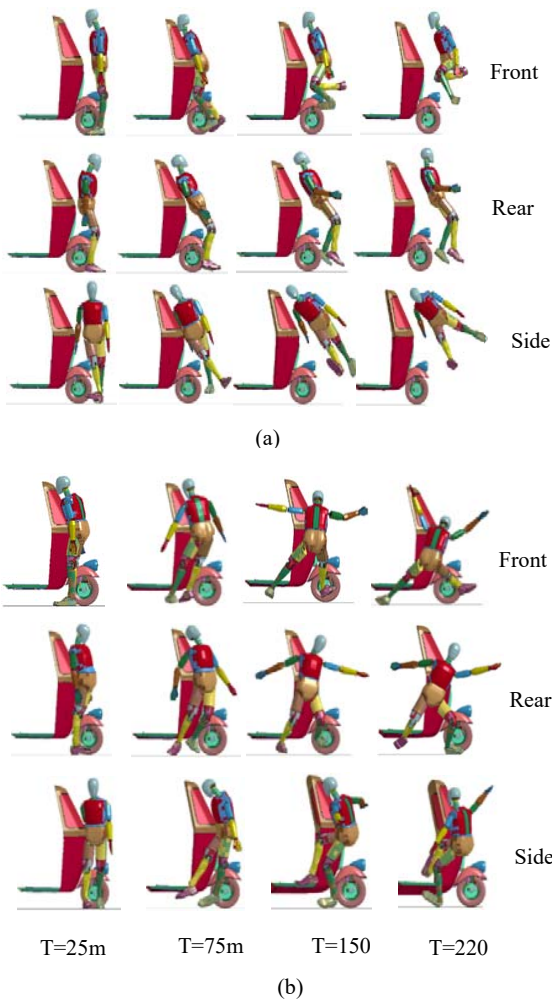 Front
Rear
Side
(a)
Front
Rear
Side
T=25m T=75m T=150 T=220
(b)